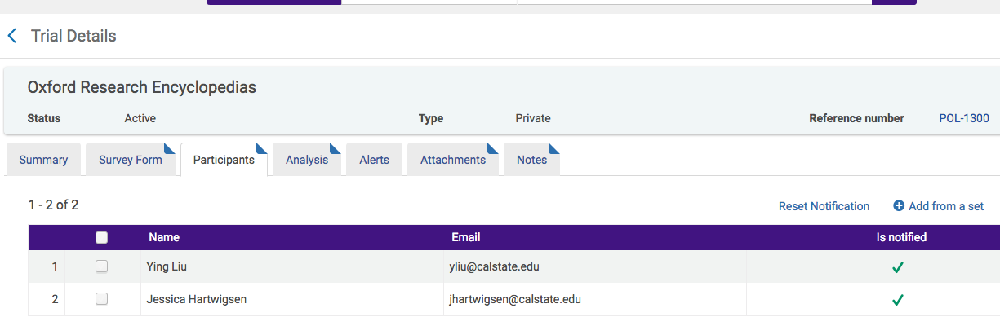 Trial Details
Oxford Research Encyclopedias
Status Active Type Private Reference number POL-1300
Summary Survey Form Participants Analysis Alerts Attachments Notes
1 - 2 of 2 Reset Notification Add from a set
Name Email Is notified
1 Ying Liu yliu@calstate.edu
2 Jessica Hartwigsen jhartwigsen@calstate.edu